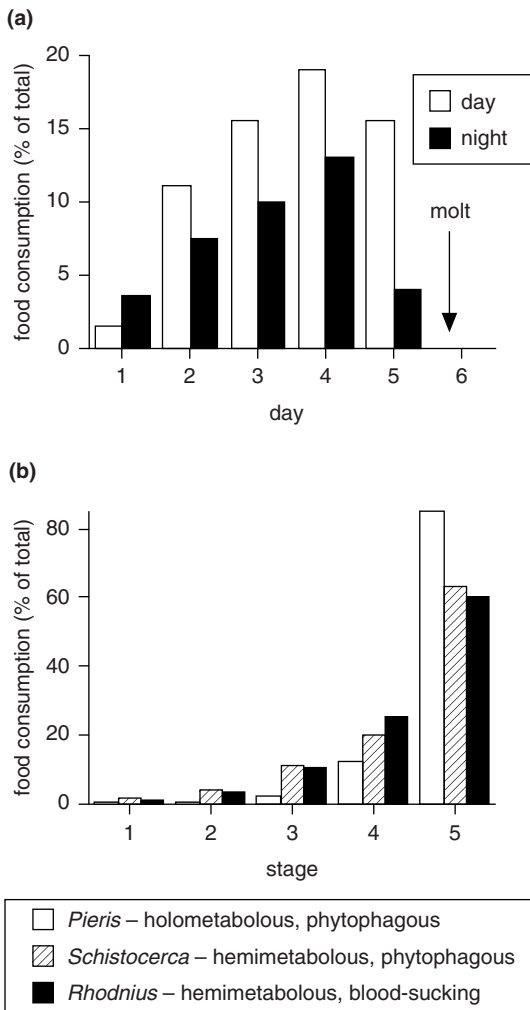 (a)
food consumption (% of total)
20
15
10
5
0
day
night
molt
1 2 3 4 5 6
day
(b)
food consumption (% of total)
80
60
40
20
0
1 2 3 4 5
stage
Pieris – holometabolous, phytophagous
Schistocerca – hemimetabolous, phytophagous
Rhodnius – hemimetabolous, blood-sucking